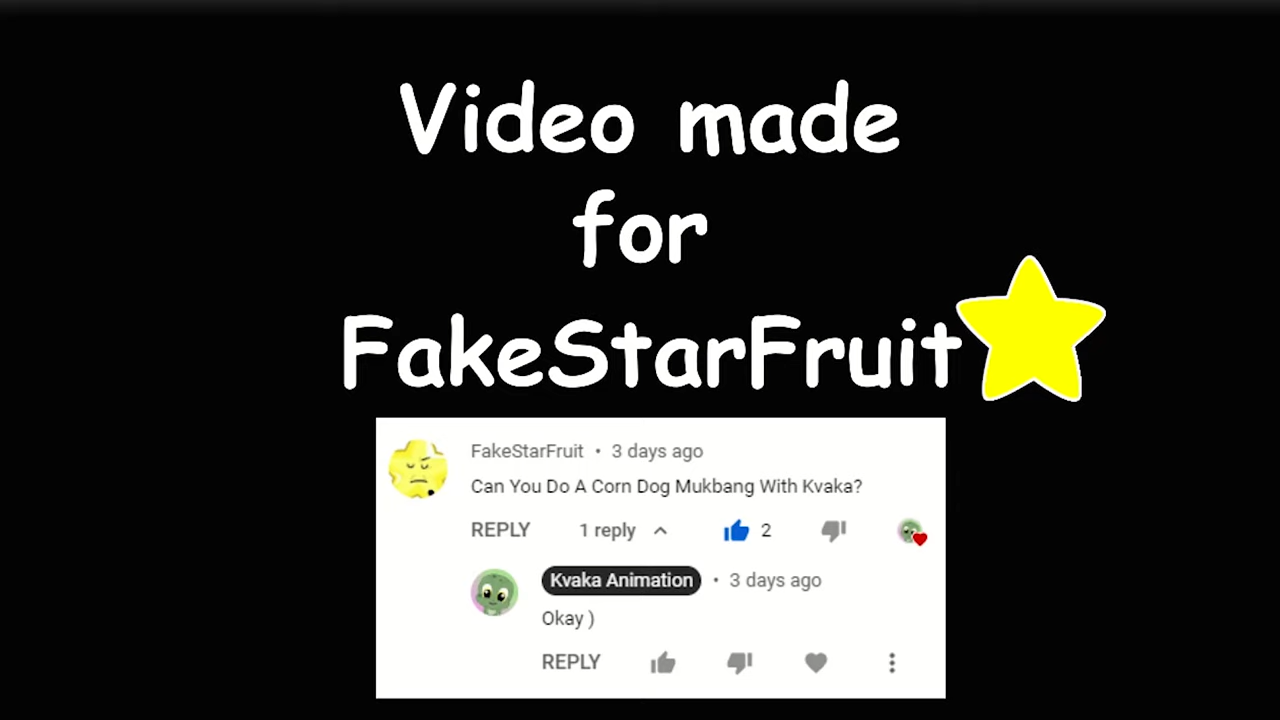 Video made
for
FakeStarFruit
FakeStarFruit • 3 days ago
Can You Do A Corn Dog Mukbang With Kvaka?
REPLY 1 reply 2
Kvaka Animation • 3 days ago
Okay )
REPLY